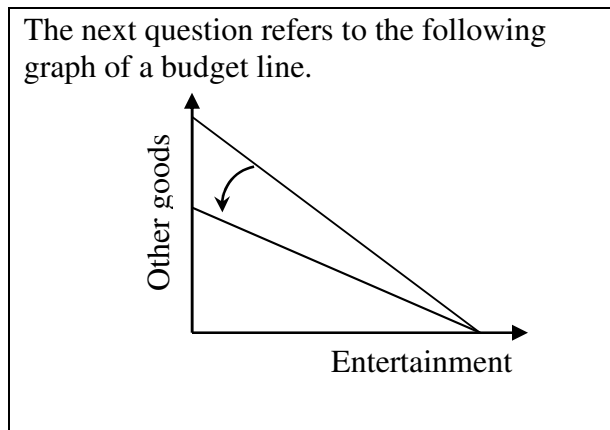 The next question refers to the following
graph of a budget line.
Other goods
Entertainment